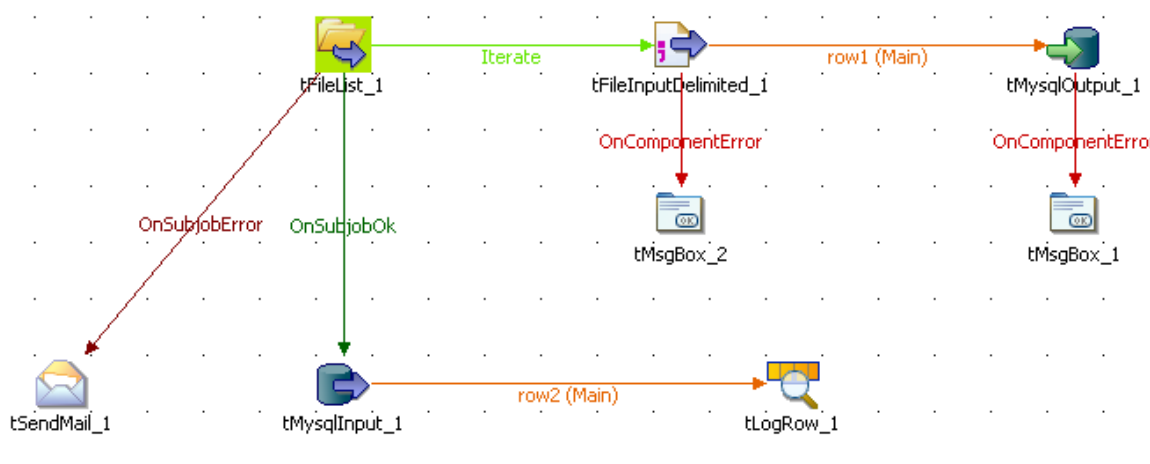 Iterate
row1 (Main)
tFileList_1
tFileInputDelimited_1
tMysqlOutput_1
OnComponentError
OnComponentErro
OnSubjobError
OnSubjobOk
tMsgBox_2
tMsgBox_1
row2 (Main)
tSendMail_1
tMysqlInput_1
tLogRow_1